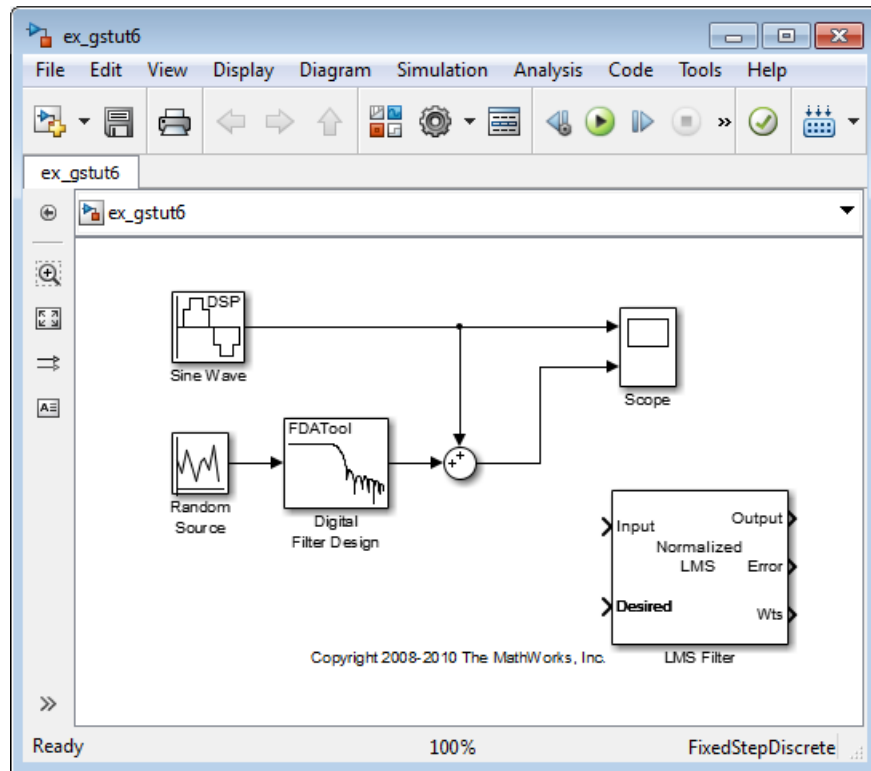 ex_gstut6
File Edit View Display Diagram Simulation Analysis Code Tools Help
ex_gstut6
ex_gstut6
DSP
Sine Wave
Scope
FDATool
Random
Source
Digital
Filter Design
Input
Output
Normalized
LMS
Error
Desired
Wts
Copyright 2008-2010 The MathWorks, Inc.
LMS Filter
Ready 100% FixedStepDiscrete